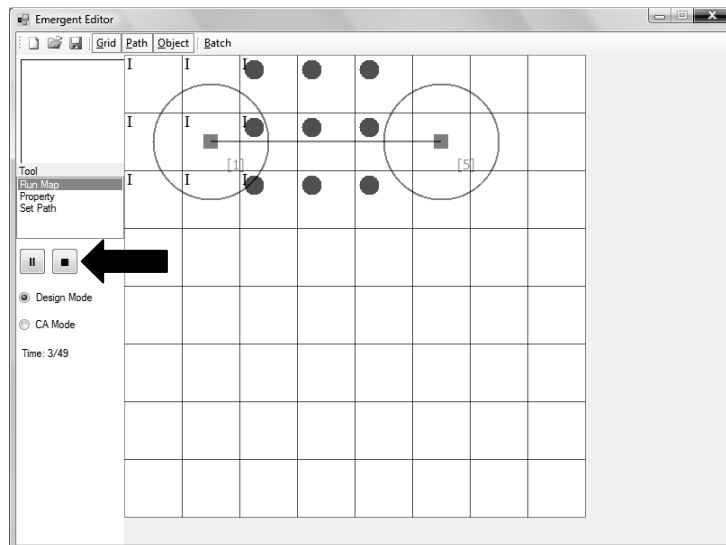 Emergent Editor
Grid Path Object Batch
I I I
I I I
[1] [5]
Tool
I I I
Run Map
Property
Set Path
Design Mode
CA Mode
Time: 3/49